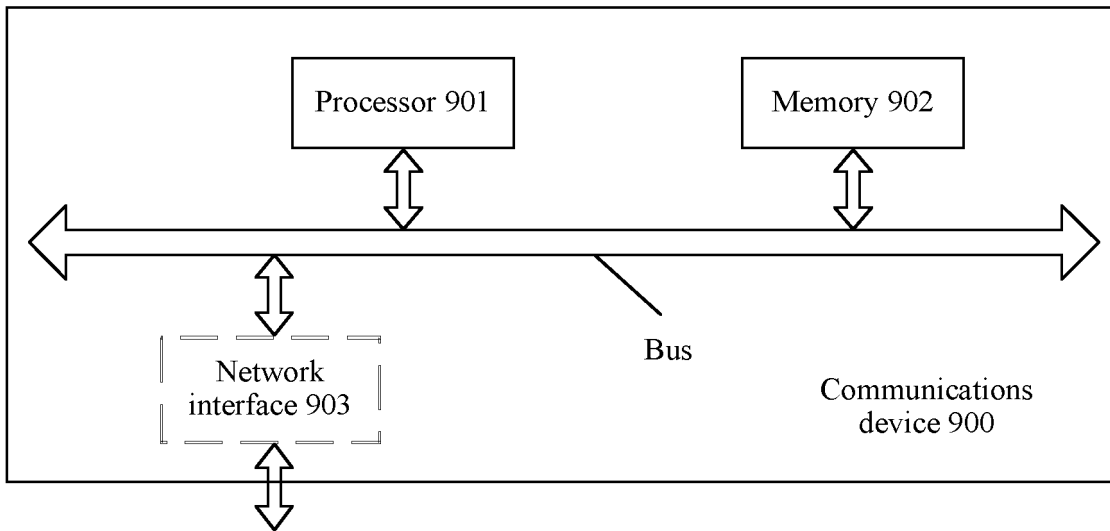 Processor 901
Memory 902
Bus
Network
interface 903
Communications
device 900